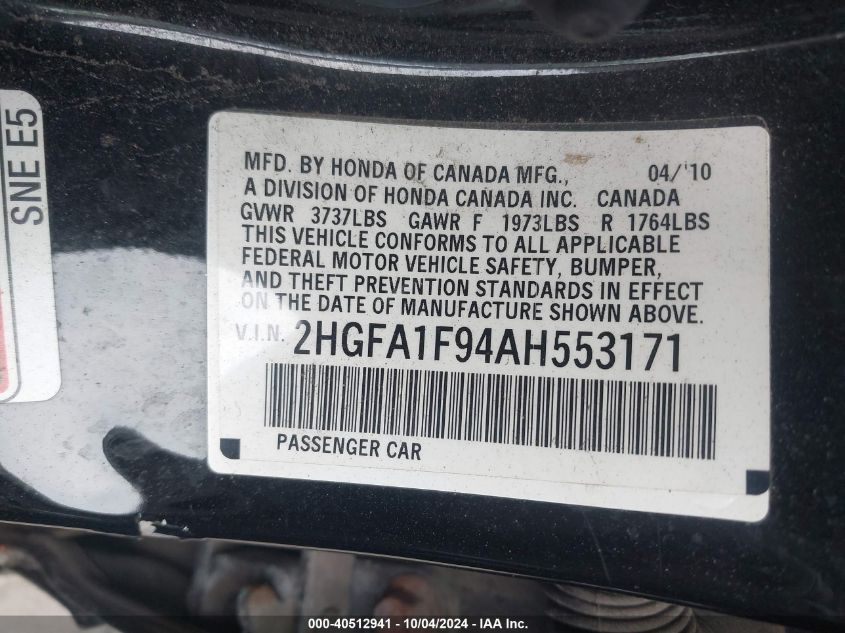 SNE E5
MFD. BY HONDA OF CANADA MFG., 04/'10
A DIVISION OF HONDA CANADA INC. CANADA
GVWR 3737LBS GAWR F 1973LBS R 1764LBS
THIS VEHICLE CONFORMS TO ALL APPLICABLE
FEDERAL MOTOR VEHICLE SAFETY, BUMPER,
AND THEFT PREVENTION STANDARDS IN EFFECT
ON THE DATE OF MANUFACTURE SHOWN ABOVE.
V.I.N. 2HGFA1F94AH553171
PASSENGER CAR
000-40512941 - 10/04/2024 - IAA Inc.